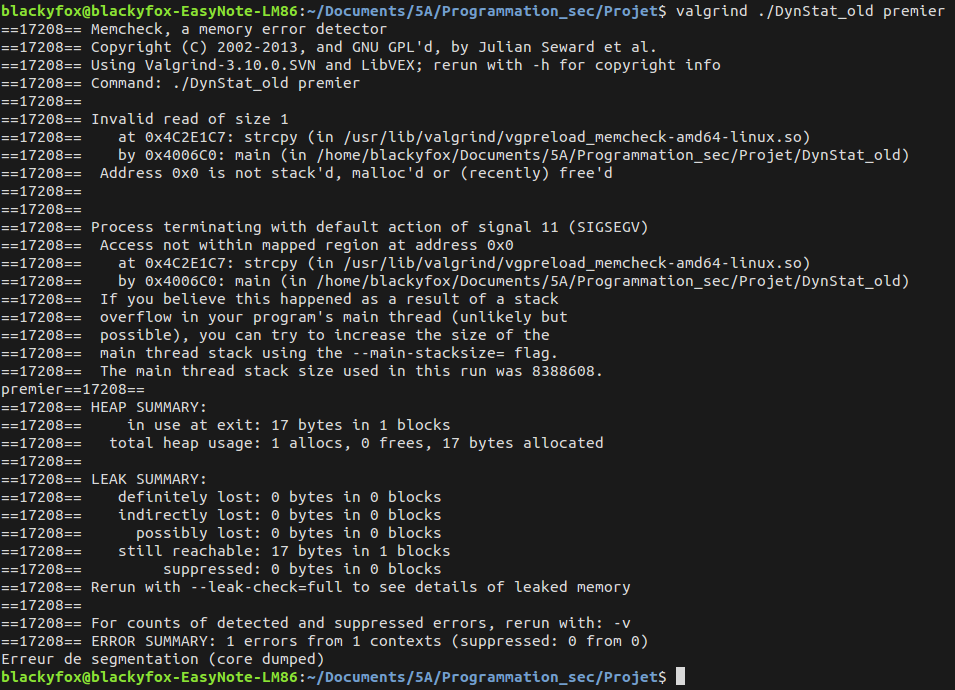 blackyfox@blackyfox-EasyNote-LM86:~/Documents/5A/Programmation_sec/Projet$ valgrind ./DynStat_old premier
==17208== Memcheck, a memory error detector
==17208== Copyright (C) 2002-2013, and GNU GPL'd, by Julian Seward et al.
==17208== Using Valgrind-3.10.0.SVN and LibVEX; rerun with -h for copyright info
==17208== Command: ./DynStat_old premier
==17208==
==17208== Invalid read of size 1
==17208==    at 0x4C2E1C7: strcpy (in /usr/lib/valgrind/vgpreload_memcheck-amd64-linux.so)
==17208==    by 0x4006C0: main (in /home/blackyfox/Documents/5A/Programmation_sec/Projet/DynStat_old)
==17208==  Address 0x0 is not stack'd, malloc'd or (recently) free'd
==17208==
==17208==
==17208== Process terminating with default action of signal 11 (SIGSEGV)
==17208==  Access not within mapped region at address 0x0
==17208==    at 0x4C2E1C7: strcpy (in /usr/lib/valgrind/vgpreload_memcheck-amd64-linux.so)
==17208==    by 0x4006C0: main (in /home/blackyfox/Documents/5A/Programmation_sec/Projet/DynStat_old)
==17208==  If you believe this happened as a result of a stack
==17208==  overflow in your program's main thread (unlikely but
==17208==  possible), you can try to increase the size of the
==17208==  main thread stack using the --main-stacksize= flag.
==17208==  The main thread stack size used in this run was 8388608.
premier==17208==
==17208== HEAP SUMMARY:
==17208==     in use at exit: 17 bytes in 1 blocks
==17208==   total heap usage: 1 allocs, 0 frees, 17 bytes allocated
==17208==
==17208== LEAK SUMMARY:
==17208==    definitely lost: 0 bytes in 0 blocks
==17208==    indirectly lost: 0 bytes in 0 blocks
==17208==      possibly lost: 0 bytes in 0 blocks
==17208==    still reachable: 17 bytes in 1 blocks
==17208==         suppressed: 0 bytes in 0 blocks
==17208== Rerun with --leak-check=full to see details of leaked memory
==17208==
==17208== For counts of detected and suppressed errors, rerun with: -v
==17208== ERROR SUMMARY: 1 errors from 1 contexts (suppressed: 0 from 0)
Erreur de segmentation (core dumped)
blackyfox@blackyfox-EasyNote-LM86:~/Documents/5A/Programmation_sec/Projet$